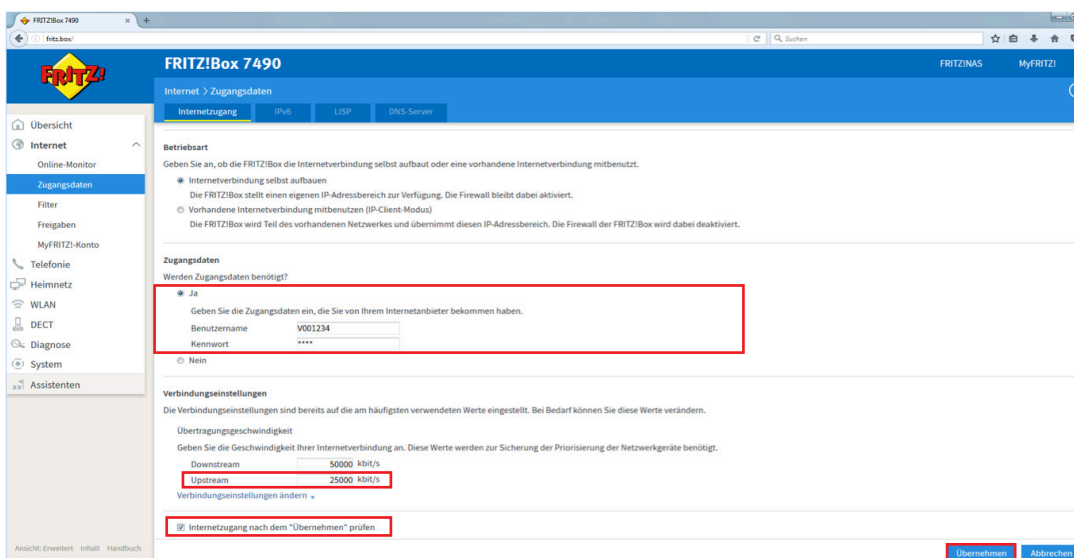 FRITZ!Box 7490
fritz.box/
Suchen
FRITZ!
FRITZ!Box 7490
FRITZ!NAS
MyFRITZ!
Internet > Zugangsdaten
Internetzugang
IPv6
LISP
DNS-Server
Übersicht
Internet
Online-Monitor
Zugangsdaten
Filter
Freigaben
MyFRITZ!-Konto
Telefonie
Heimnetz
WLAN
DECT
Diagnose
System
Assistenten
Ansicht: Erweitert Inhalt Handbuch
Betriebsart
Geben Sie an, ob die FRITZ!Box die Internetverbindung selbst aufbaut oder eine vorhandene Internetverbindung mitbenutzt.
Internetverbindung selbst aufbauen
Die FRITZ!Box stellt einen eigenen IP-Adressbereich zur Verfügung. Die Firewall bleibt dabei aktiviert.
Vorhandene Internetverbindung mitbenutzen (IP-Client-Modus)
Die FRITZ!Box wird Teil des vorhandenen Netzwerkes und übernimmt diesen IP-Adressbereich. Die Firewall der FRITZ!Box wird dabei deaktiviert.
Zugangsdaten
Werden Zugangsdaten benötigt?
Ja
Geben Sie die Zugangsdaten ein, die Sie von Ihrem Internetanbieter bekommen haben.
Benutzername V001234
Kennwort ****
Nein
Verbindungseinstellungen
Die Verbindungseinstellungen sind bereits auf die am häufigsten verwendeten Werte eingestellt. Bei Bedarf können Sie diese Werte verändern.
Übertragungsgeschwindigkeit
Geben Sie die Geschwindigkeit Ihrer Internetverbindung an. Diese Werte werden zur Sicherung der Priorisierung der Netzwerkgeräte benötigt.
Downstream 50000 kbit/s
Upstream 25000 kbit/s
Verbindungseinstellungen ändern
Internetzugang nach dem "Übernehmen" prüfen
Übernehmen
Abbrechen